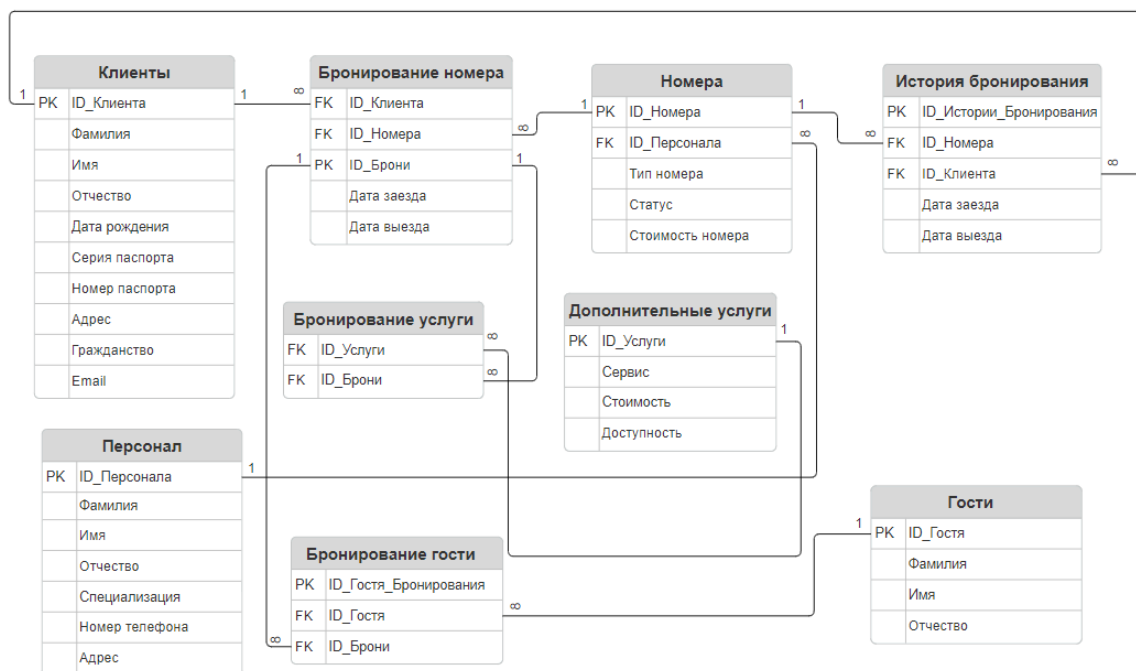 Клиенты
1 PK ID_Клиента 1
Фамилия
Имя
Отчество
Дата рождения
Серия паспорта
Номер паспорта
Адрес
Гражданство
Email
Бронирование номера
∞ FK ID_Клиента
FK ID_Номера ∞
1 PK ID_Брони 1
Дата заезда
Дата выезда
Номера
1 PK ID_Номера 1
FK ID_Персонала ∞
Тип номера
Статус
Стоимость номера
История бронирования
PK ID_Истории_Бронирования
∞ FK ID_Номера
FK ID_Клиента ∞
Дата заезда
Дата выезда
Бронирование услуги
FK ID_Услуги ∞
FK ID_Брони ∞
Дополнительные услуги
PK ID_Услуги 1
Сервис
Стоимость
Доступность
Персонал
PK ID_Персонала 1
Фамилия
Имя
Отчество
Специализация
Номер телефона
Адрес
Бронирование гости
PK ID_Гостя_Бронирования
FK ID_Гостя ∞
∞ FK ID_Брони
Гости
1 PK ID_Гостя
Фамилия
Имя
Отчество